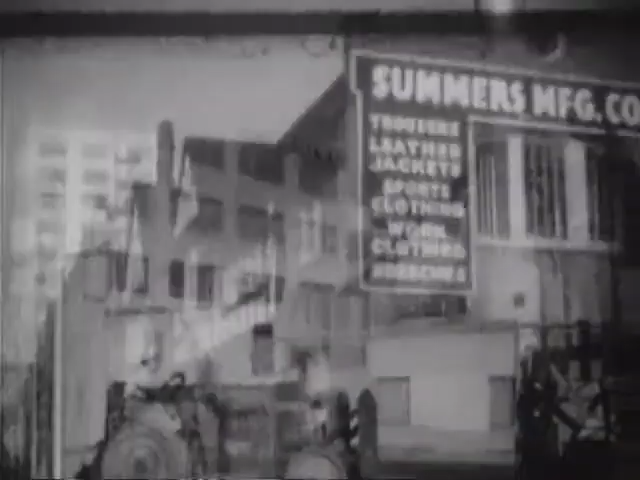 SUMMERS MFG. CO
TROUSERS
LEATHER
JACKETS
SPORTS
CLOTHING
WORK
CLOTHING